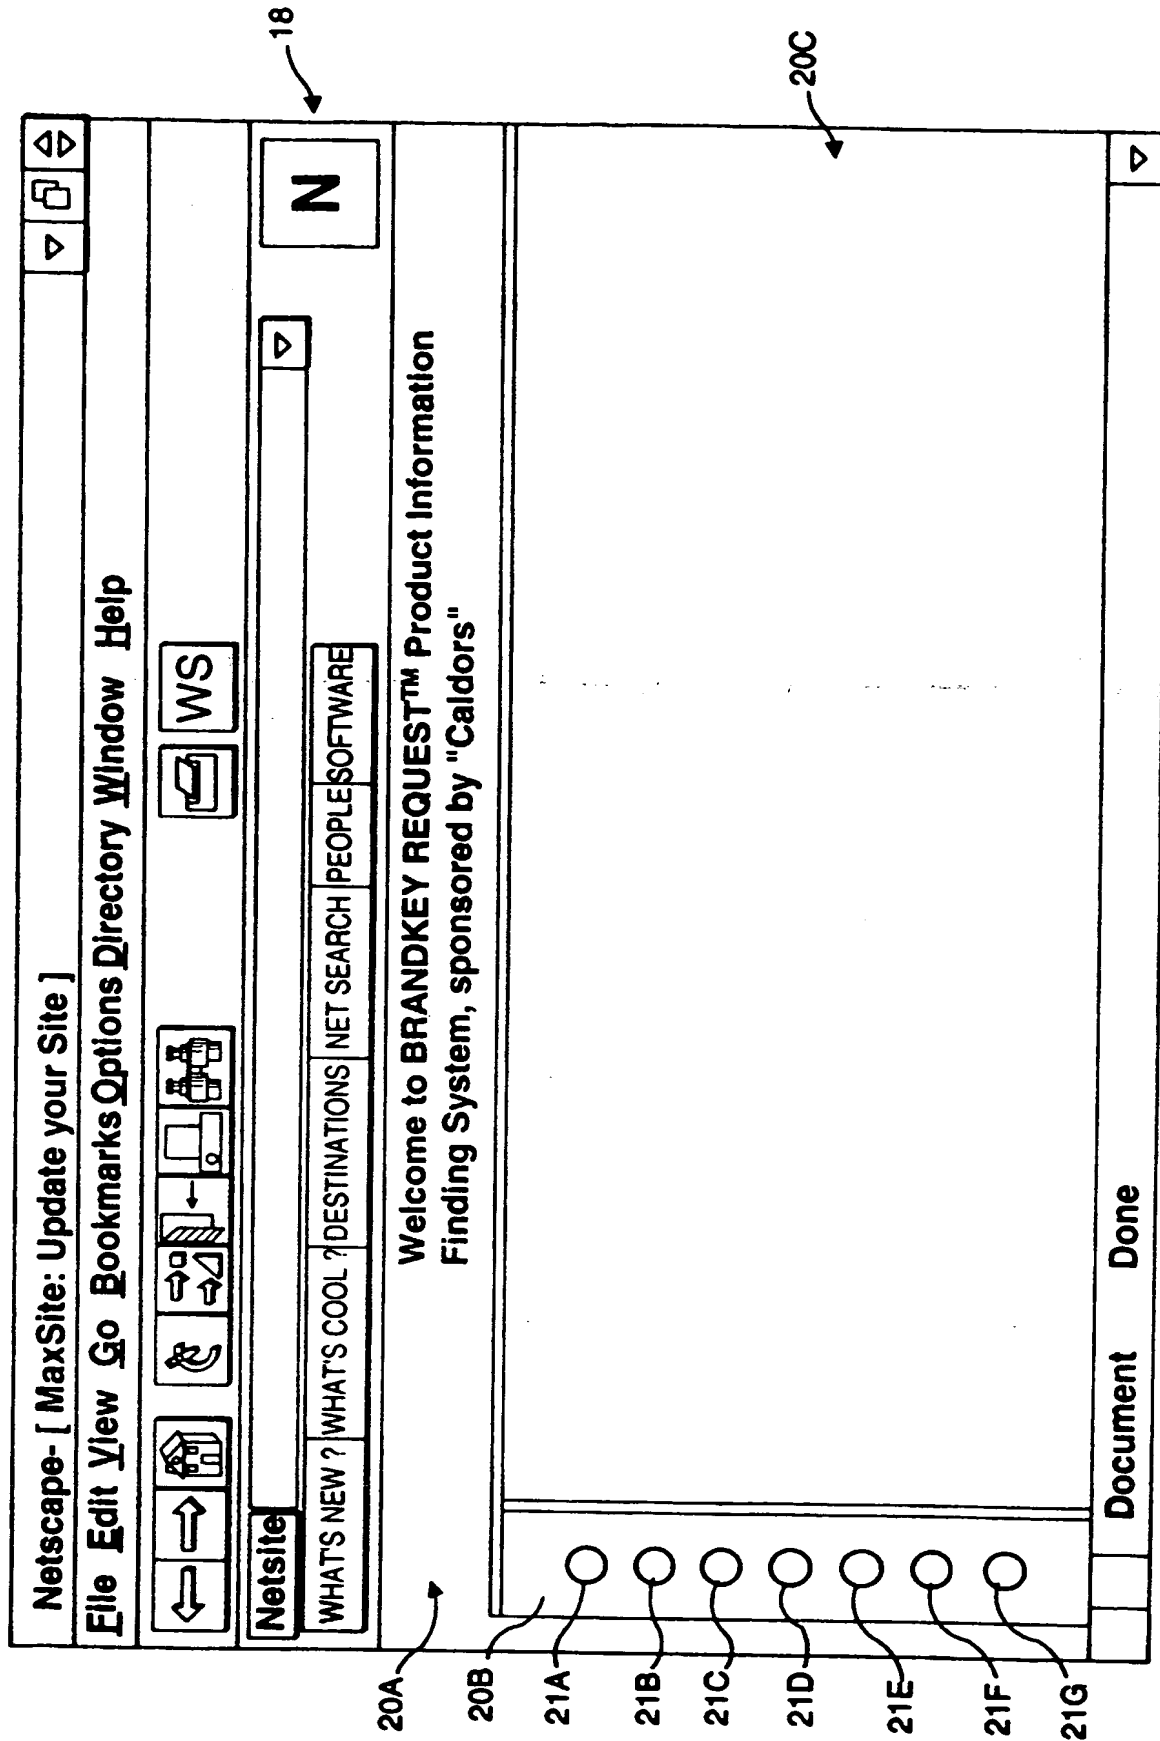 18
Netscape- [ MaxSite: Update your Site ]
File Edit View Go Bookmarks Options Directory Window Help
WS
Netsite
N
WHAT'S NEW ? WHAT'S COOL ? DESTINATIONS NET SEARCH PEOPLE SOFTWARE
20A
Welcome to BRANDKEY REQUEST™ Product Information
Finding System, sponsored by "Caldors"
20B
21A
21B
21C
21D
21E
21F
21G
20C
Document Done